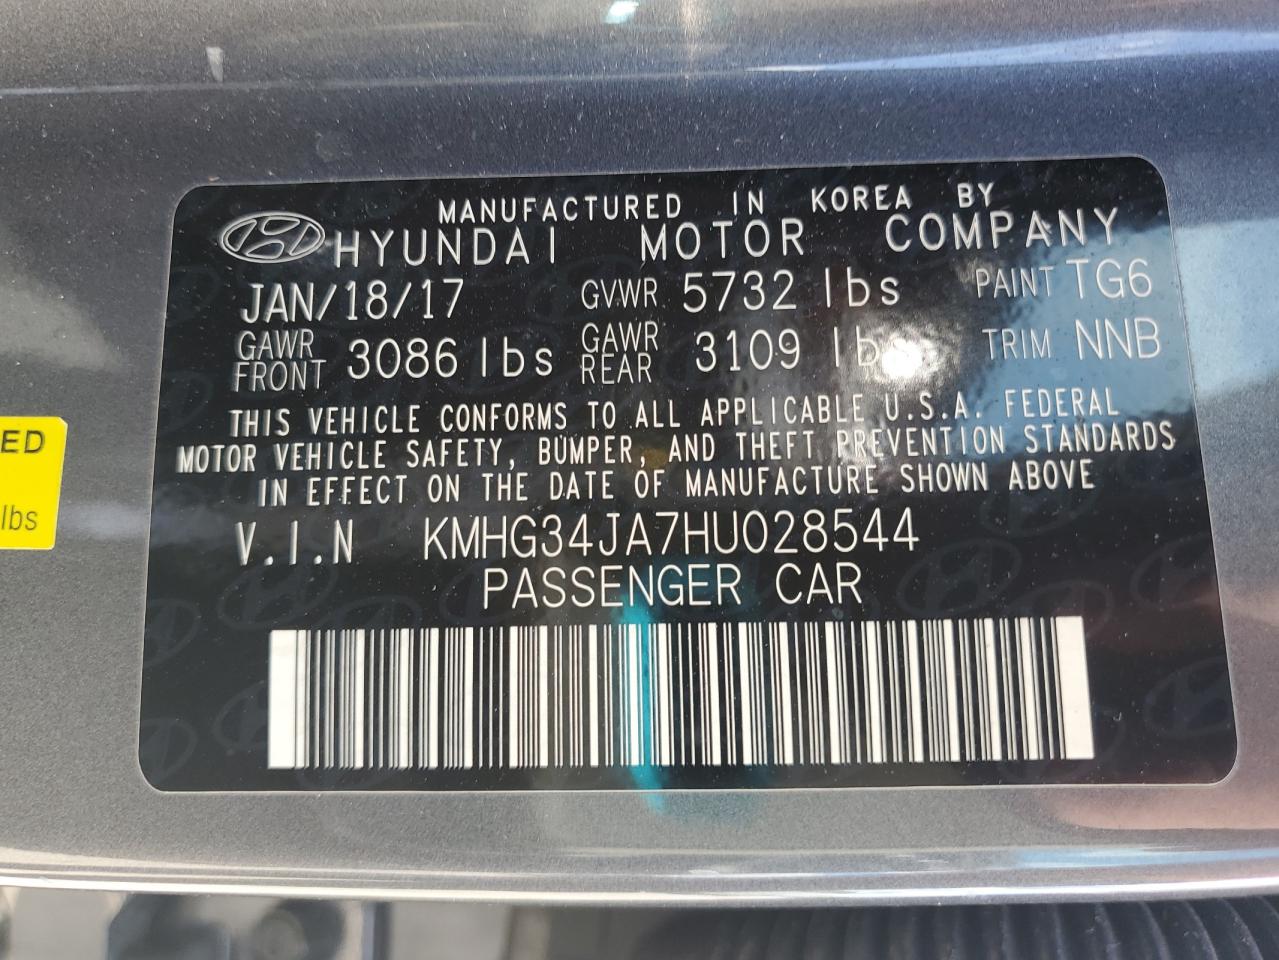 MANUFACTURED IN KOREA BY
HYUNDAI MOTOR COMPANY
JAN/18/17 GVWR 5732 lbs PAINT TG6
GAWR FRONT 3086 lbs GAWR REAR 3109 lbs TRIM NNB
THIS VEHICLE CONFORMS TO ALL APPLICABLE U.S.A. FEDERAL
MOTOR VEHICLE SAFETY, BUMPER, AND THEFT PREVENTION STANDARDS
IN EFFECT ON THE DATE OF MANUFACTURE SHOWN ABOVE
V.I.N KMHG34JA7HU028544
PASSENGER CAR
ED
lbs